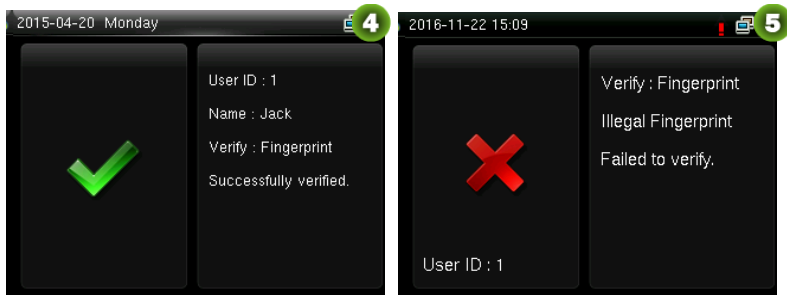 2015-04-20 Monday
4
User ID : 1
Name : Jack
Verify : Fingerprint
Successfully verified.
2016-11-22 15:09
5
Verify : Fingerprint
Illegal Fingerprint
Failed to verify.
User ID : 1